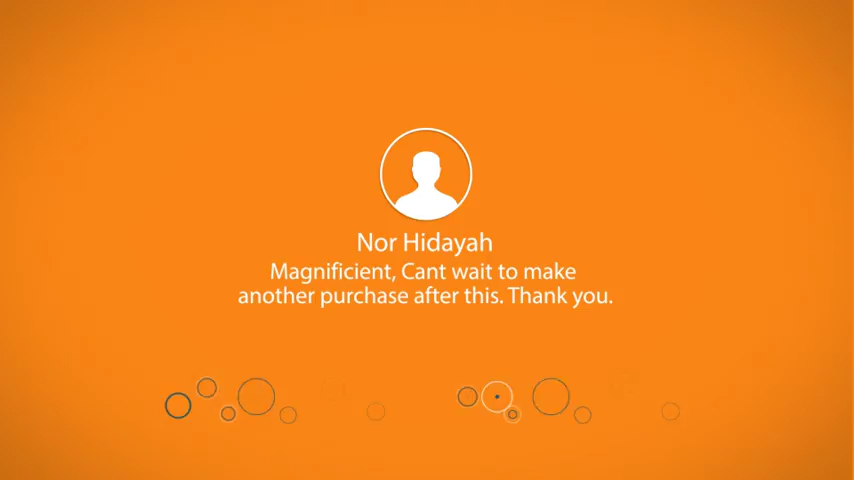 Nor Hidayah
Magnificient, Cant wait to make
another purchase after this. Thank you.